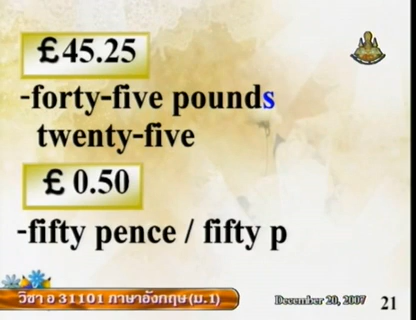 £45.25
-forty-five pounds
twenty-five
£ 0.50
-fifty pence / fifty p
วิชา อ 31101 ภาษาอังกฤษ (ม.1)
December 20, 2007
21